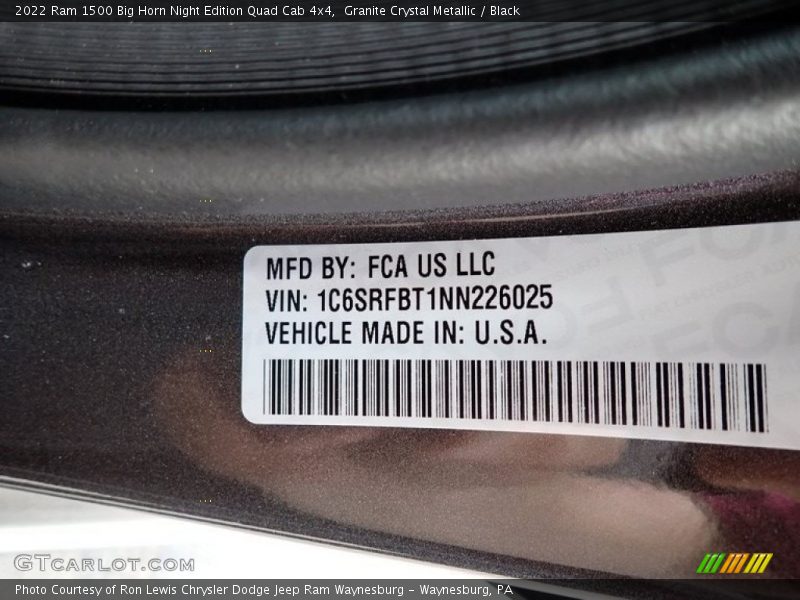 2022 Ram 1500 Big Horn Night Edition Quad Cab 4x4, Granite Crystal Metallic / Black
MFD BY: FCA US LLC
VIN: 1C6SRFBT1NN226025
VEHICLE MADE IN: U.S.A.
GTCARLOT.COM
Photo Courtesy of Ron Lewis Chrysler Dodge Jeep Ram Waynesburg - Waynesburg, PA